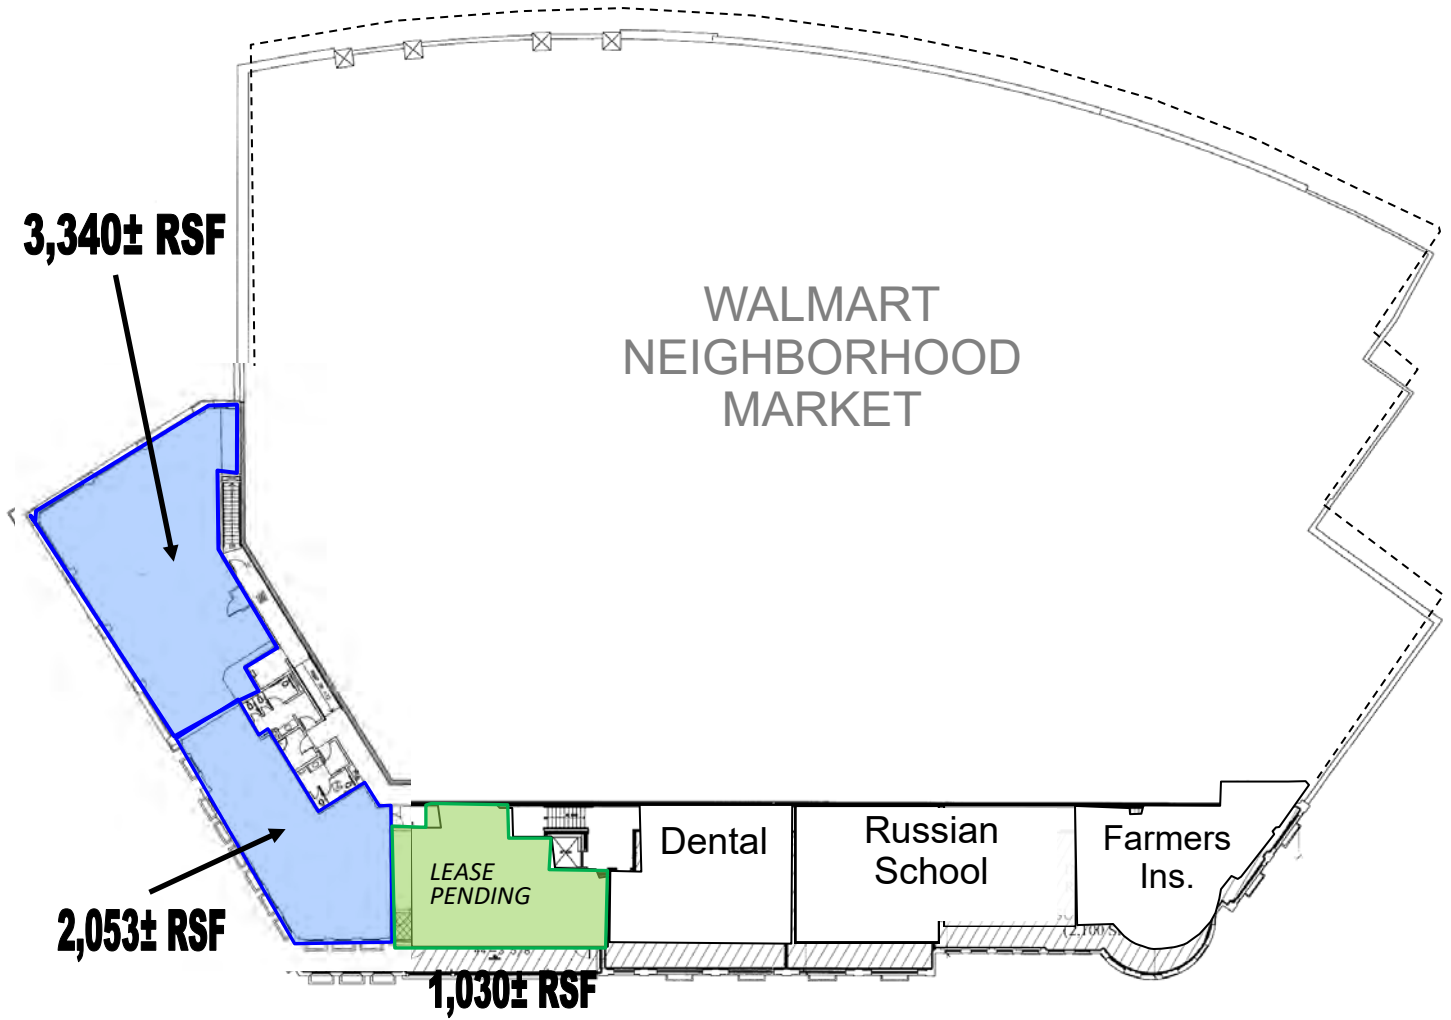 3,340± RSF
WALMART
NEIGHBORHOOD
MARKET
Dental
Russian
School
Farmers
Ins.
LEASE
PENDING
2,053± RSF
1,030± RSF